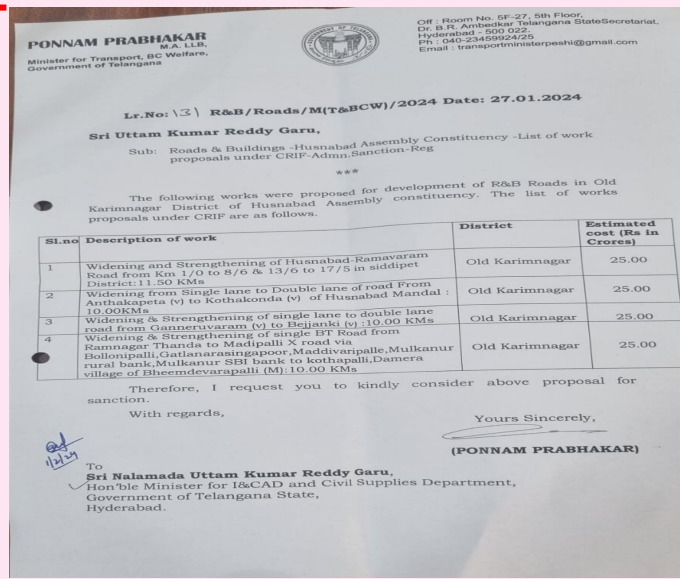 PONNAM PRABHAKAR
M.A. LLB,
Minister for Transport, BC Welfare,
Government of Telangana
Off : Room No. 5F-27, 5th Floor,
Dr. B.R. Ambedkar Telangana StateSecretariat,
Hyderabad - 500 022.
Ph : 040-23459924/25
Email : transportministerpeshi@gmail.com
Lr.No: 131 R&B/Roads/M(T&BCW)/2024 Date: 27.01.2024
Sri Uttam Kumar Reddy Garu,
Sub: Roads & Buildings -Husnabad Assembly Constituency -List of work
proposals under CRIF-Admn.Sanction-Reg
***
The following works were proposed for development of R&B Roads in Old
Karimnagar District of Husnabad Assembly constituency. The list of works
proposals under CRIF are as follows.
Sl.no Description of work District Estimated
cost (Rs in
Crores)
1 Widening and Strengthening of Husnabad-Ramavaram
Road from Km 1/0 to 8/6 & 13/6 to 17/5 in siddipet
District:11.50 KMs Old Karimnagar 25.00
2 Widening from Single lane to Double lane of road From
Anthakapeta (v) to Kothakonda (v) of Husnabad Mandal :
10.00KMs Old Karimnagar 25.00
3 Widening & Strengthening of single lane to double lane
road from Ganneruvaram (v) to Bejjanki (v) :10.00 KMs Old Karimnagar 25.00
4 Widening & Strengthening of single BT Road from
Ramnagar Thanda to Madipalli X road via
Bollonipalli,Gatlanarasingapoor,Maddivaripalle,Mulkanur
rural bank,Mulkanur SBI bank to kothapalli,Damera
village of Bheemdevarapalli (M):10.00 KMs Old Karimnagar 25.00
Therefore, I request you to kindly consider above proposal for
sanction.
With regards,
Yours Sincerely,
(PONNAM PRABHAKAR)
1/2/24
To
Sri Nalamada Uttam Kumar Reddy Garu,
Hon'ble Minister for I&CAD and Civil Supplies Department,
Government of Telangana State,
Hyderabad.